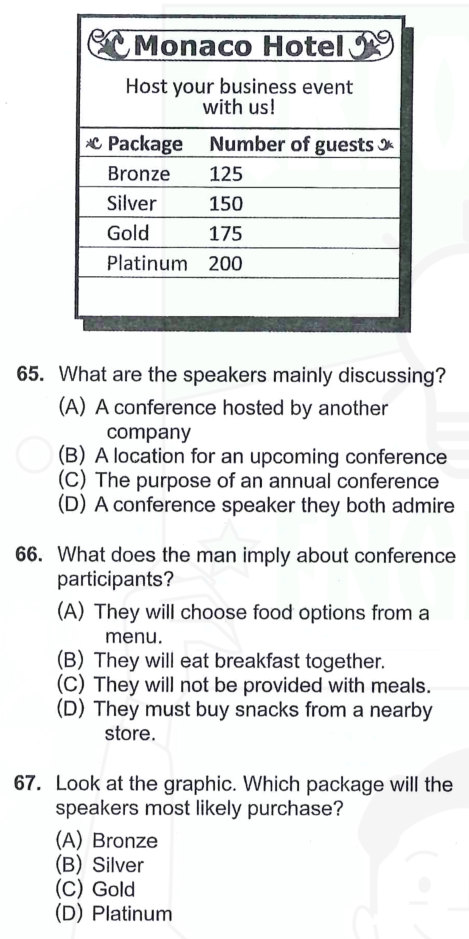 Monaco Hotel
Host your business event
with us!
Package Number of guests
Bronze 125
Silver 150
Gold 175
Platinum 200
65. What are the speakers mainly discussing?
(A) A conference hosted by another
company
(B) A location for an upcoming conference
(C) The purpose of an annual conference
(D) A conference speaker they both admire
66. What does the man imply about conference
participants?
(A) They will choose food options from a
menu.
(B) They will eat breakfast together.
(C) They will not be provided with meals.
(D) They must buy snacks from a nearby
store.
67. Look at the graphic. Which package will the
speakers most likely purchase?
(A) Bronze
(B) Silver
(C) Gold
(D) Platinum